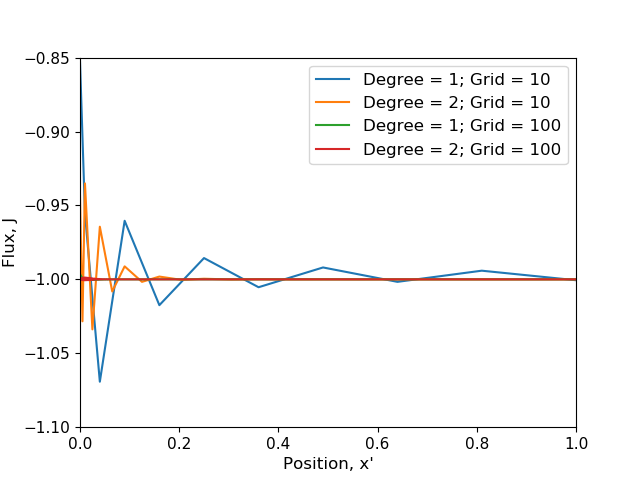 −0.85
−0.90
−0.95
−1.00
−1.05
−1.10
Flux, J
Degree = 1; Grid = 10
Degree = 2; Grid = 10
Degree = 1; Grid = 100
Degree = 2; Grid = 100
0.0 0.2 0.4 0.6 0.8 1.0
Position, x'